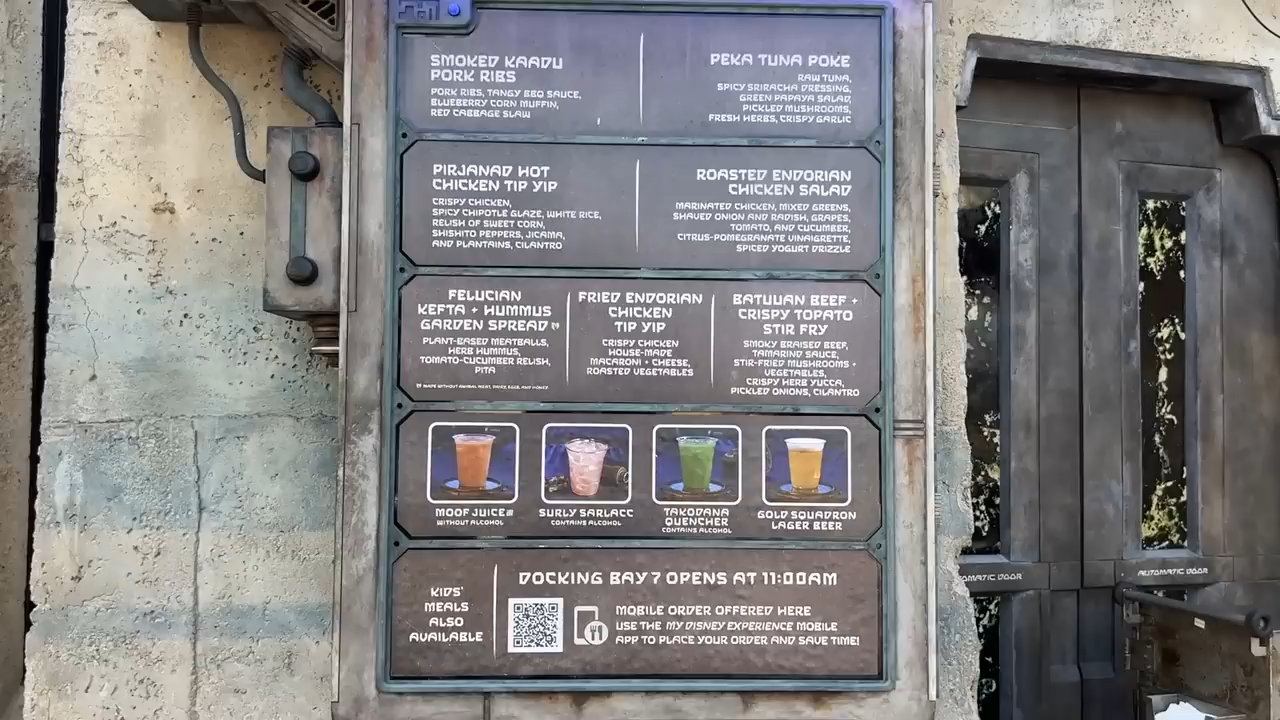 SMOKED KAADU
PORK RIBS
PORK RIBS, TANGY BBQ SAUCE,
BLUEBERRY CORN MUFFIN,
RED CABBAGE SLAW
PEKA TUNA POKE
RAW TUNA,
SPICY SRIRACHA DRESSING,
GREEN PAPAYA SALAD,
PICKLED MUSHROOMS,
FRESH HERBS, CRISPY GARLIC
PIRJANAD HOT
CHICKEN TIP YIP
CRISPY CHICKEN,
SPICY CHIPOTLE GLAZE, WHITE RICE,
RELISH OF SWEET CORN,
SHISHITO PEPPERS, JICAMA,
AND PLANTAINS, CILANTRO
ROASTED ENDORIAN
CHICKEN SALAD
MARINATED CHICKEN, MIXED GREENS,
SHAVED ONION AND RADISH, GRAPES,
TOMATO, AND CUCUMBER,
CITRUS-POMEGRANATE VINAIGRETTE,
SPICED YOGURT DRIZZLE
FELUCIAN
KEFTA + HUMMUS
GARDEN SPREAD
PLANT-BASED MEATBALLS,
HERB HUMMUS,
TOMATO-CUCUMBER RELISH,
PITA
MADE WITHOUT ANIMAL MEAT, DAIRY, EGGS, AND HONEY.
FRIED ENDORIAN
CHICKEN
TIP YIP
CRISPY CHICKEN
HOUSE-MADE
MACARONI + CHEESE,
ROASTED VEGETABLES
BATUUAN BEEF +
CRISPY TOPATO
STIR FRY
SMOKY BRAISED BEEF,
TAMARIND SAUCE,
STIR-FRIED MUSHROOMS +
VEGETABLES,
CRISPY HERB YUCCA,
PICKLED ONIONS, CILANTRO
MOOF JUICE
WITHOUT ALCOHOL
SURLY SARLACC
CONTAINS ALCOHOL
TAKODANA
QUENCHER
CONTAINS ALCOHOL
GOLD SQUADRON
LAGER BEER
KIDS'
MEALS
ALSO
AVAILABLE
DOCKING BAY 7 OPENS AT 11:00AM
MOBILE ORDER OFFERED HERE
USE THE MY DISNEY EXPERIENCE MOBILE
APP TO PLACE YOUR ORDER AND SAVE TIME!
AUTOMATIC DOOR